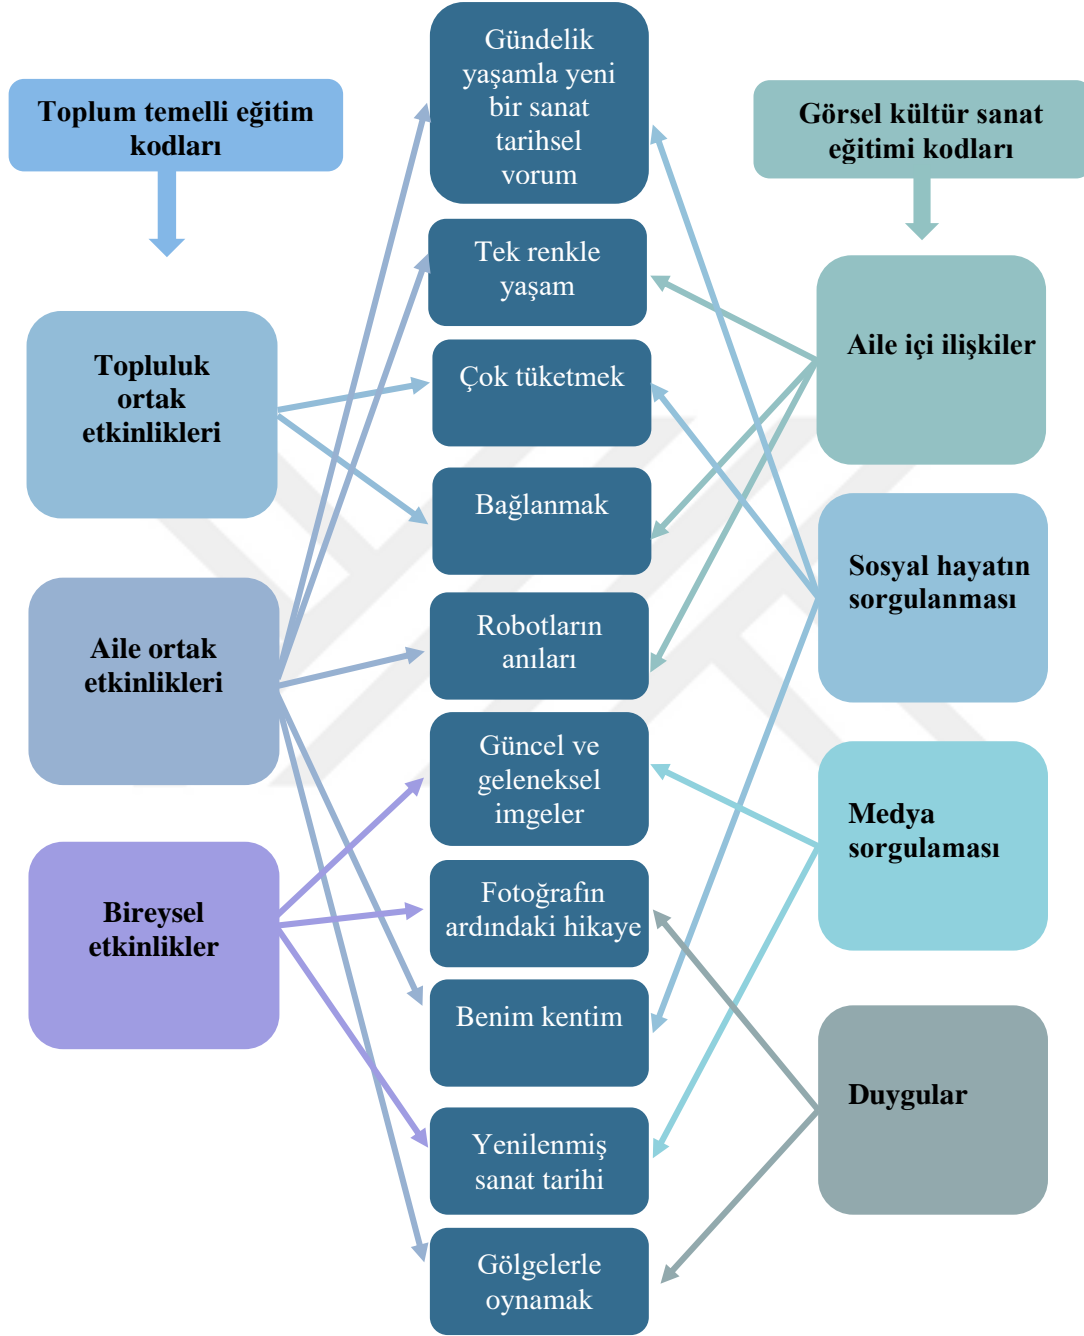 Toplum temelli eğitim
kodları
Topluluk
ortak
etkinlikleri
Aile ortak
etkinlikleri
Bireysel
etkinlikler
Gündelik
yaşamla yeni
bir sanat
tarihsel
vorum
Tek renkle
yaşam
Çok tüketmek
Bağlanmak
Robotların
anıları
Güncel ve
geleneksel
imgeler
Fotoğrafın
ardındaki hikaye
Benim kentim
Yenilenmiş
sanat tarihi
Gölgelerle
oynamak
Görsel kültür sanat
eğitimi kodları
Aile içi ilişkiler
Sosyal hayatın
sorgulanması
Medya
sorgulaması
Duygular